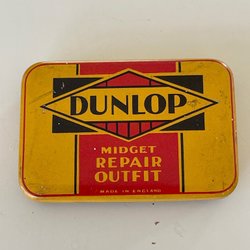 DUNLOP
MIDGET
REPAIR
OUTFIT
MADE IN ENGLAND